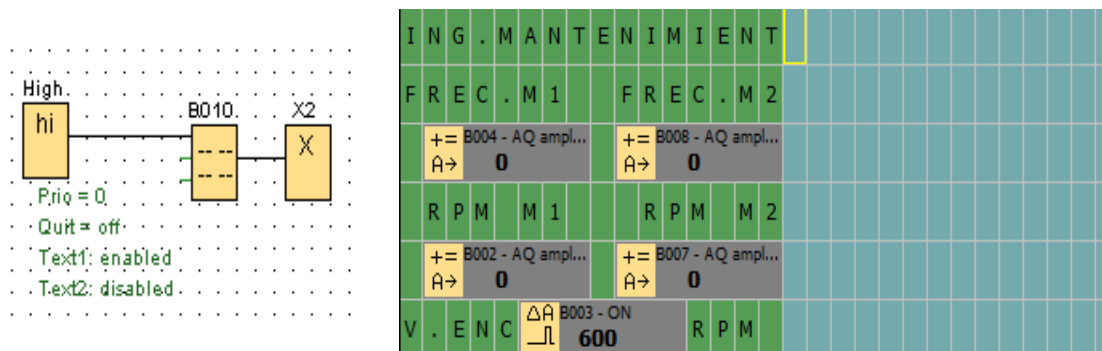 High
hi
B010
-- --
-- --
X2
X
Prio = 0
Quit = off
Text1: enabled
Text2: disabled
ING.MANTENIMIENT
FREC.M1 FREC.M2
+= A→ B004 - AQ ampl... 0 += A→ B008 - AQ ampl... 0
RPM M1 RPM M2
+= A→ B002 - AQ ampl... 0 += A→ B007 - AQ ampl... 0
V.ENC ΔA B003 - ON 600 RPM